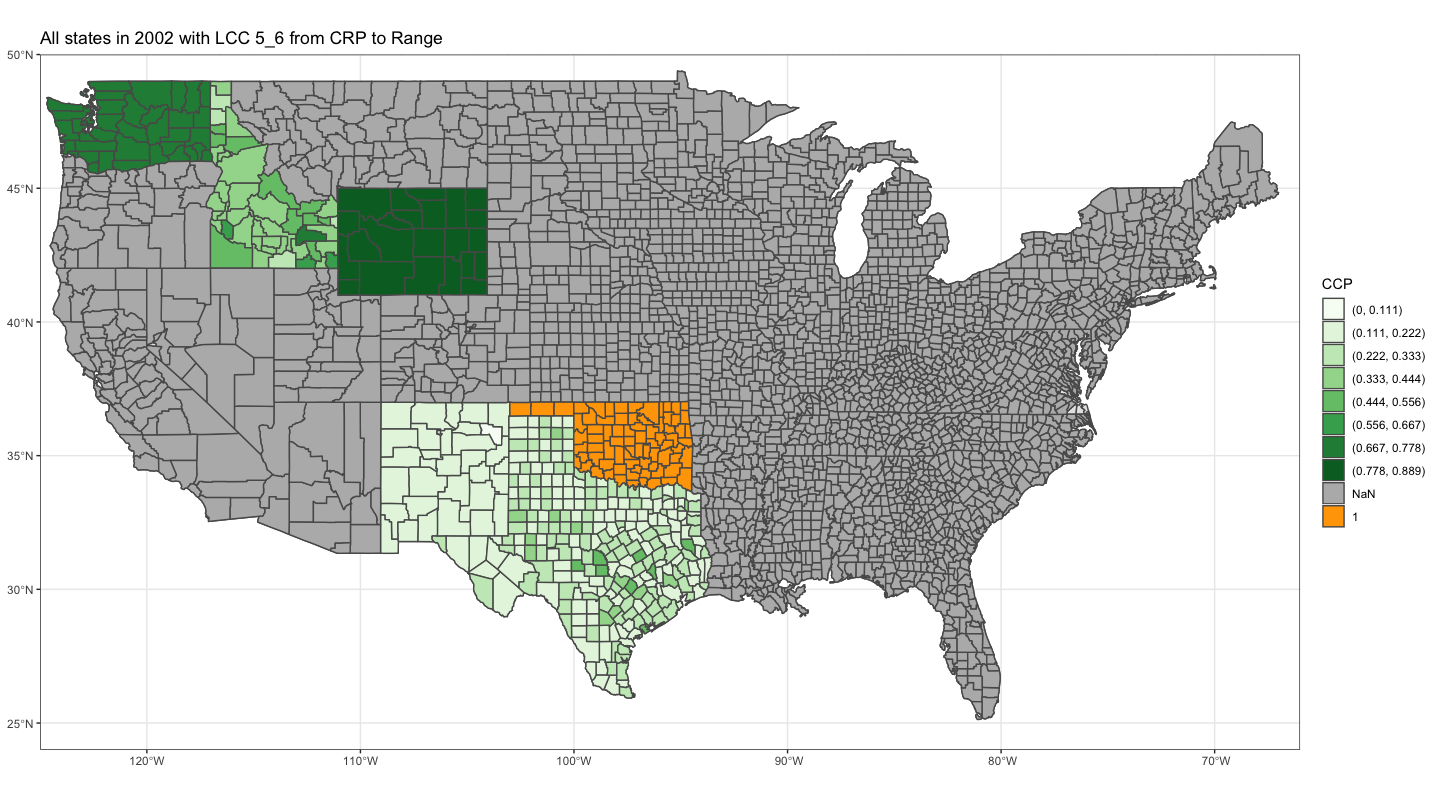 All states in 2002 with LCC 5_6 from CRP to Range
50°N
45°N
40°N
35°N
30°N
25°N
120°W
110°W
100°W
90°W
80°W
70°W
CCP
(0, 0.111)
(0.111, 0.222)
(0.222, 0.333)
(0.333, 0.444)
(0.444, 0.556)
(0.556, 0.667)
(0.667, 0.778)
(0.778, 0.889)
NaN
1